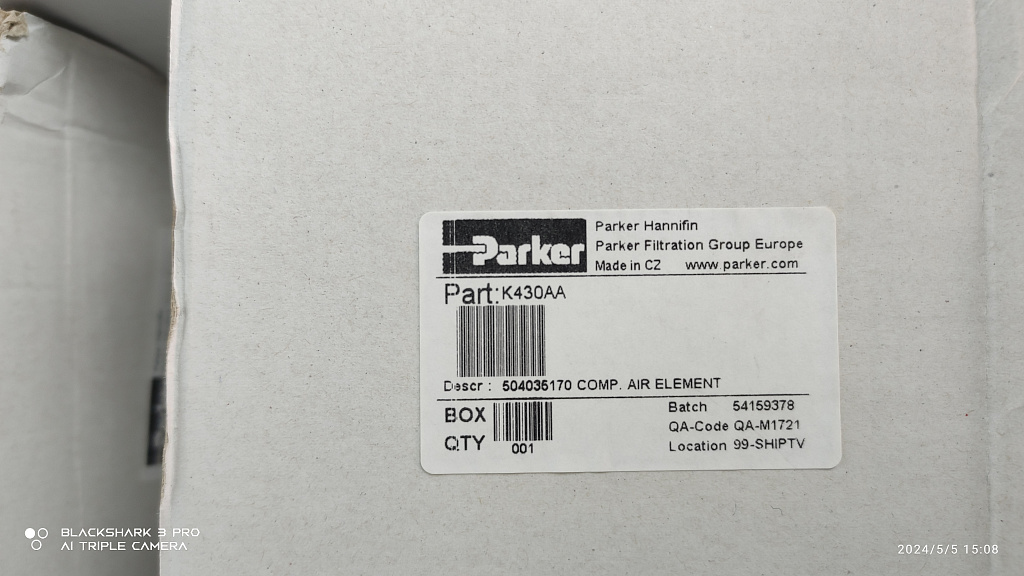 Parker
Parker Hannifin
Parker Filtration Group Europe
Made in CZ www.parker.com
Part: K430AA
Descr : 504035170 COMP. AIR ELEMENT
BOX QTY
001
Batch 54159378
QA-Code QA-M1721
Location 99-SHIPTV
BLACKSHARK 3 PRO
AI TRIPLE CAMERA
2024/5/5 15:08